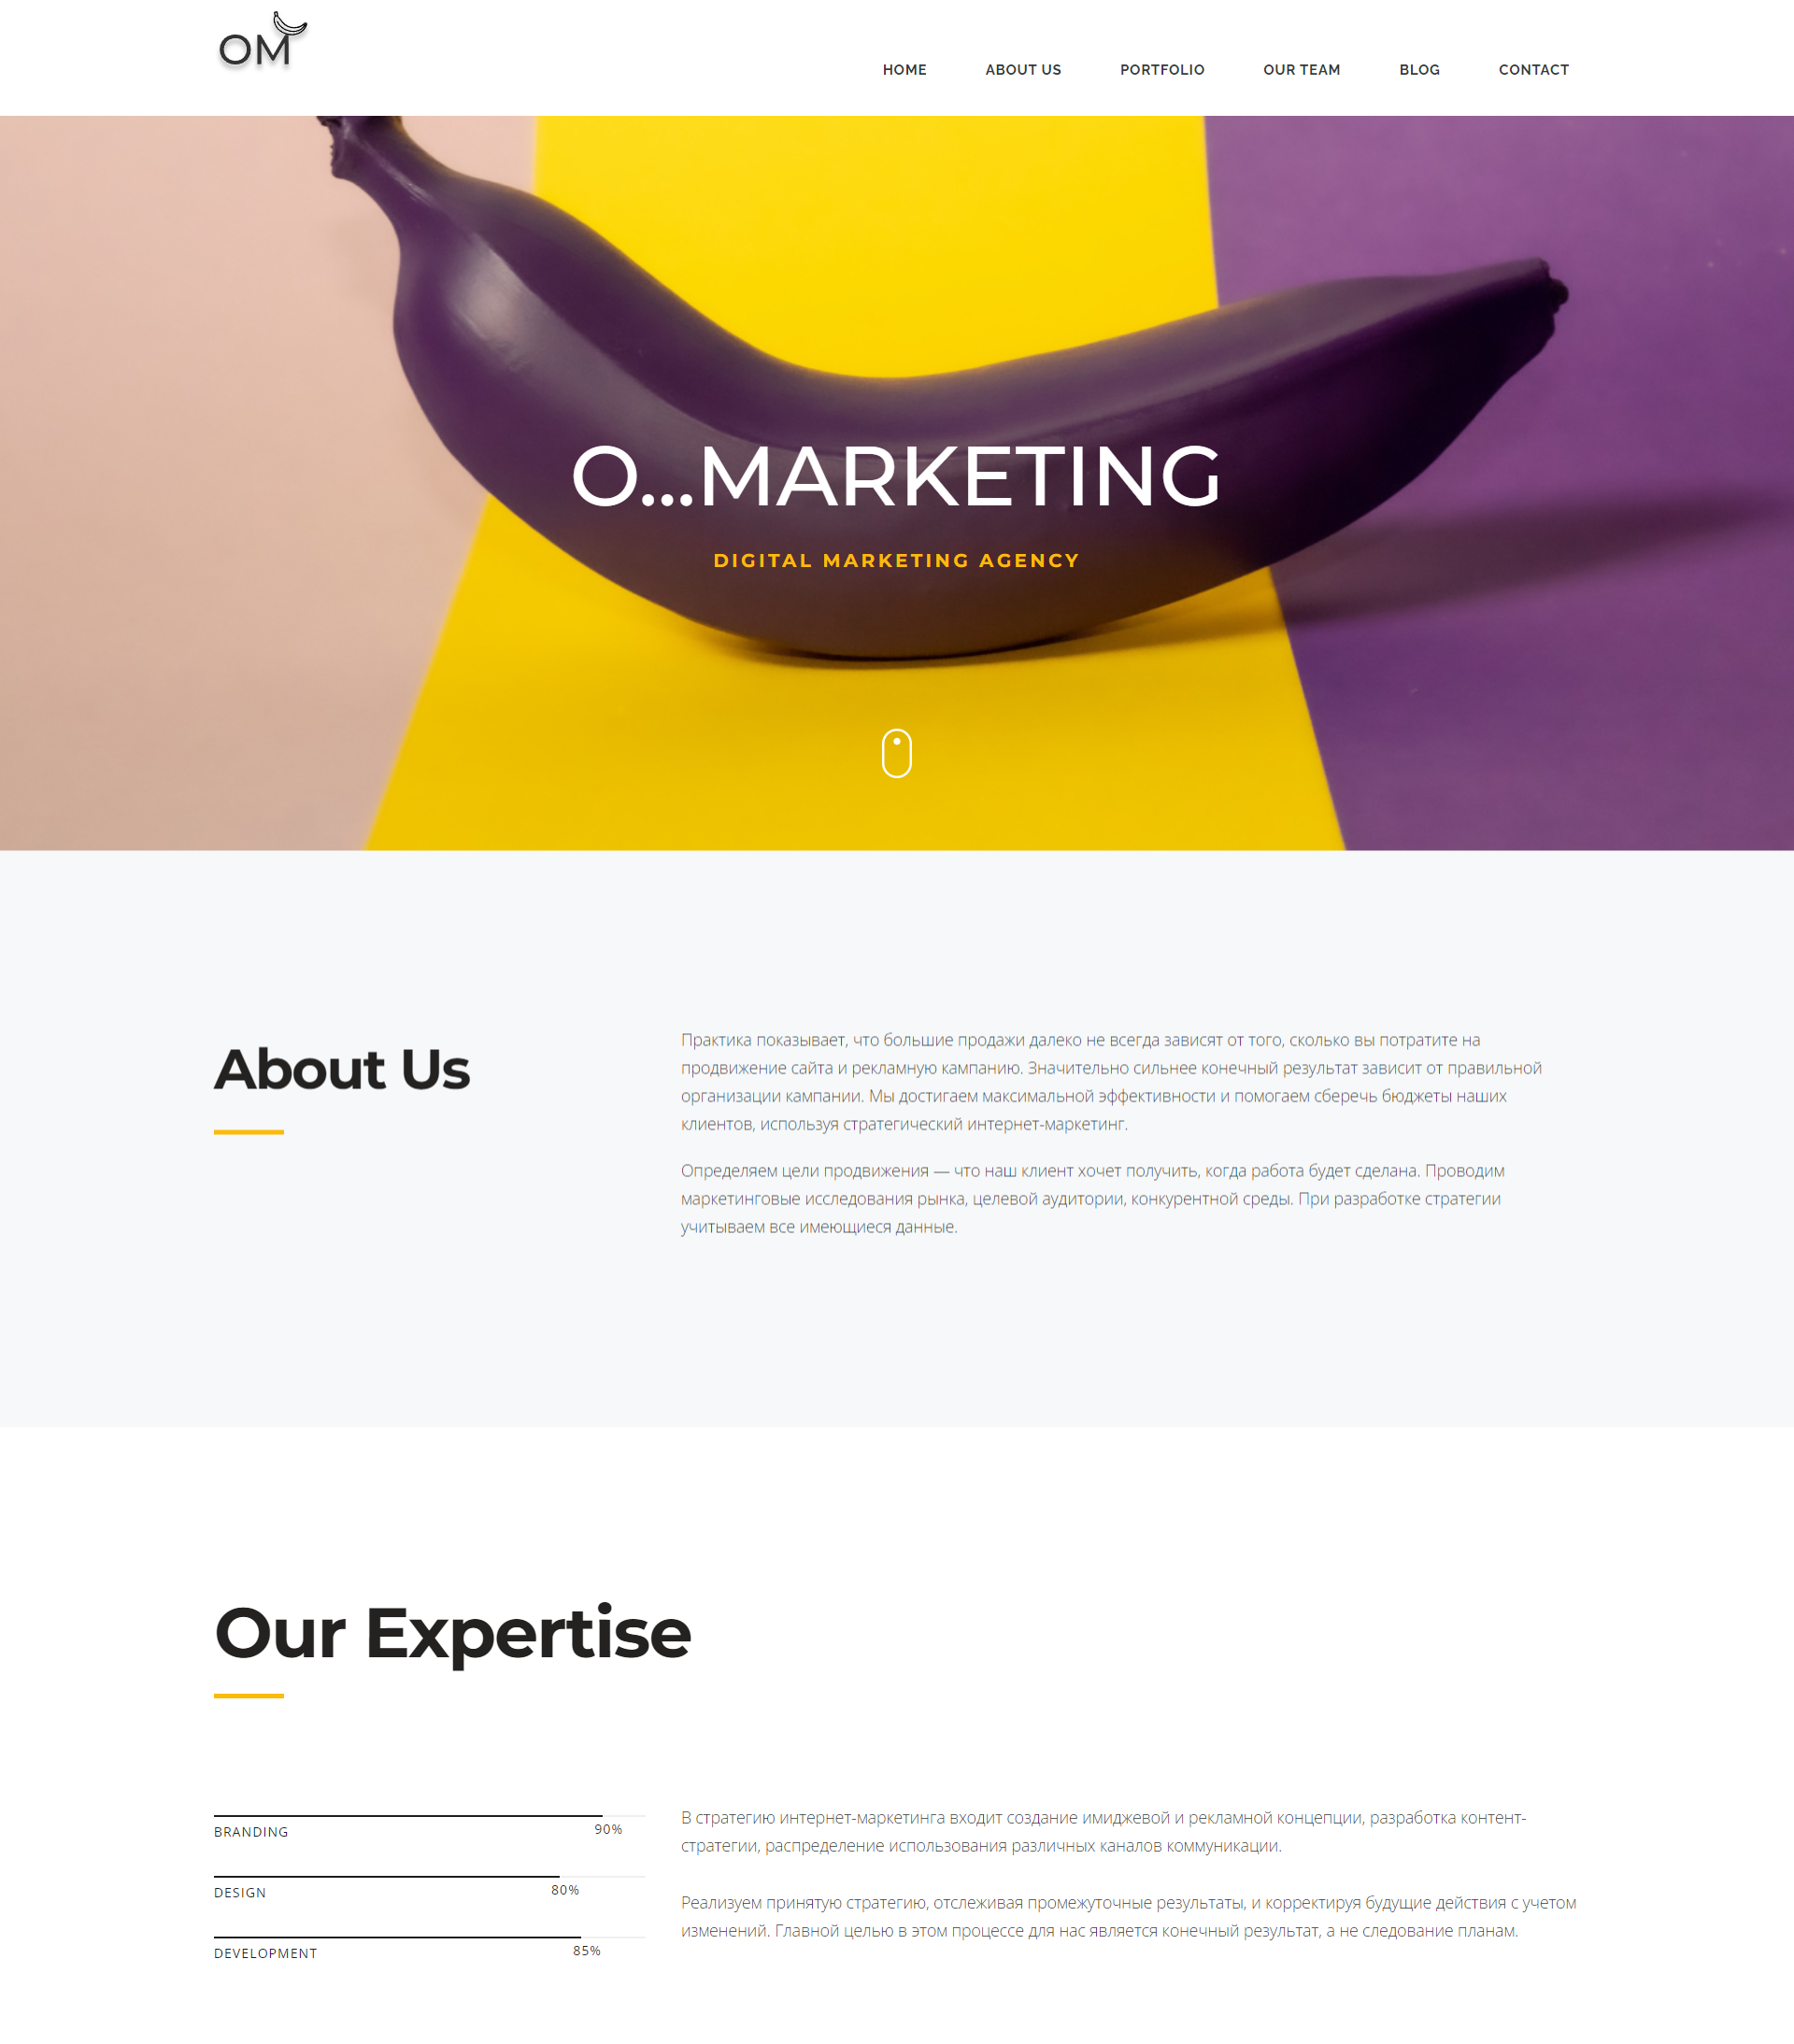 OM
HOME ABOUT US PORTFOLIO OUR TEAM BLOG CONTACT
O...MARKETING
DIGITAL MARKETING AGENCY
About Us
Практика показывает, что большие продажи далеко не всегда зависят от того, сколько вы потратите на
продвижение сайта и рекламную кампанию. Значительно сильнее конечный результат зависит от правильной
организации кампании. Мы достигаем максимальной эффективности и помогаем сберечь бюджеты наших
клиентов, используя стратегический интернет-маркетинг.
Определяем цели продвижения — что наш клиент хочет получить, когда работа будет сделана. Проводим
маркетинговые исследования рынка, целевой аудитории, конкурентной среды. При разработке стратегии
учитываем все имеющиеся данные.
Our Expertise
BRANDING 90%
DESIGN 80%
DEVELOPMENT 85%
В стратегию интернет-маркетинга входит создание имиджевой и рекламной концепции, разработка контент-
стратегии, распределение использования различных каналов коммуникации.
Реализуем принятую стратегию, отслеживая промежуточные результаты, и корректируя будущие действия с учетом
изменений. Главной целью в этом процессе для нас является конечный результат, а не следование планам.